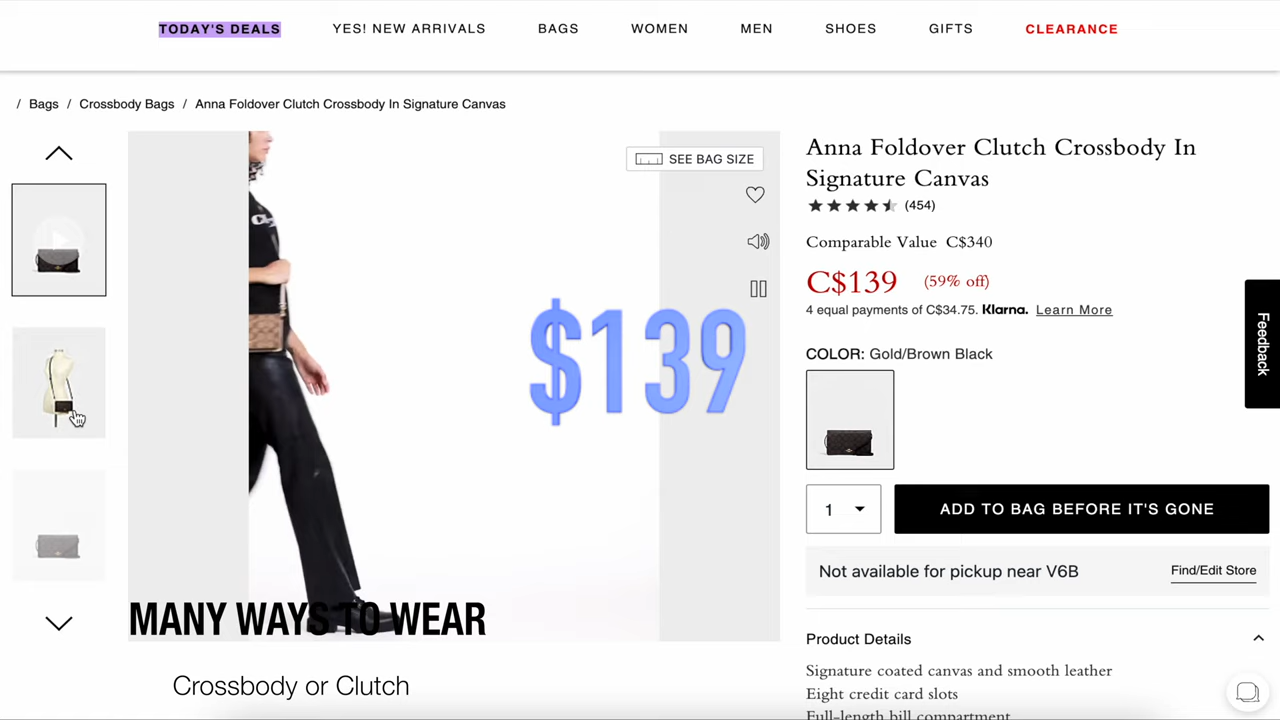 TODAY'S DEALS
YES! NEW ARRIVALS
BAGS
WOMEN
MEN
SHOES
GIFTS
CLEARANCE
/ Bags / Crossbody Bags / Anna Foldover Clutch Crossbody In Signature Canvas
SEE BAG SIZE
$139
MANY WAYS TO WEAR
Crossbody or Clutch
Anna Foldover Clutch Crossbody In
Signature Canvas
(454)
Comparable Value C$340
C$139 (59% off)
4 equal payments of C$34.75. Klarna. Learn More
COLOR: Gold/Brown Black
1
ADD TO BAG BEFORE IT'S GONE
Not available for pickup near V6B
Find/Edit Store
Product Details
Signature coated canvas and smooth leather
Eight credit card slots
Full-length bill compartment
Feedback